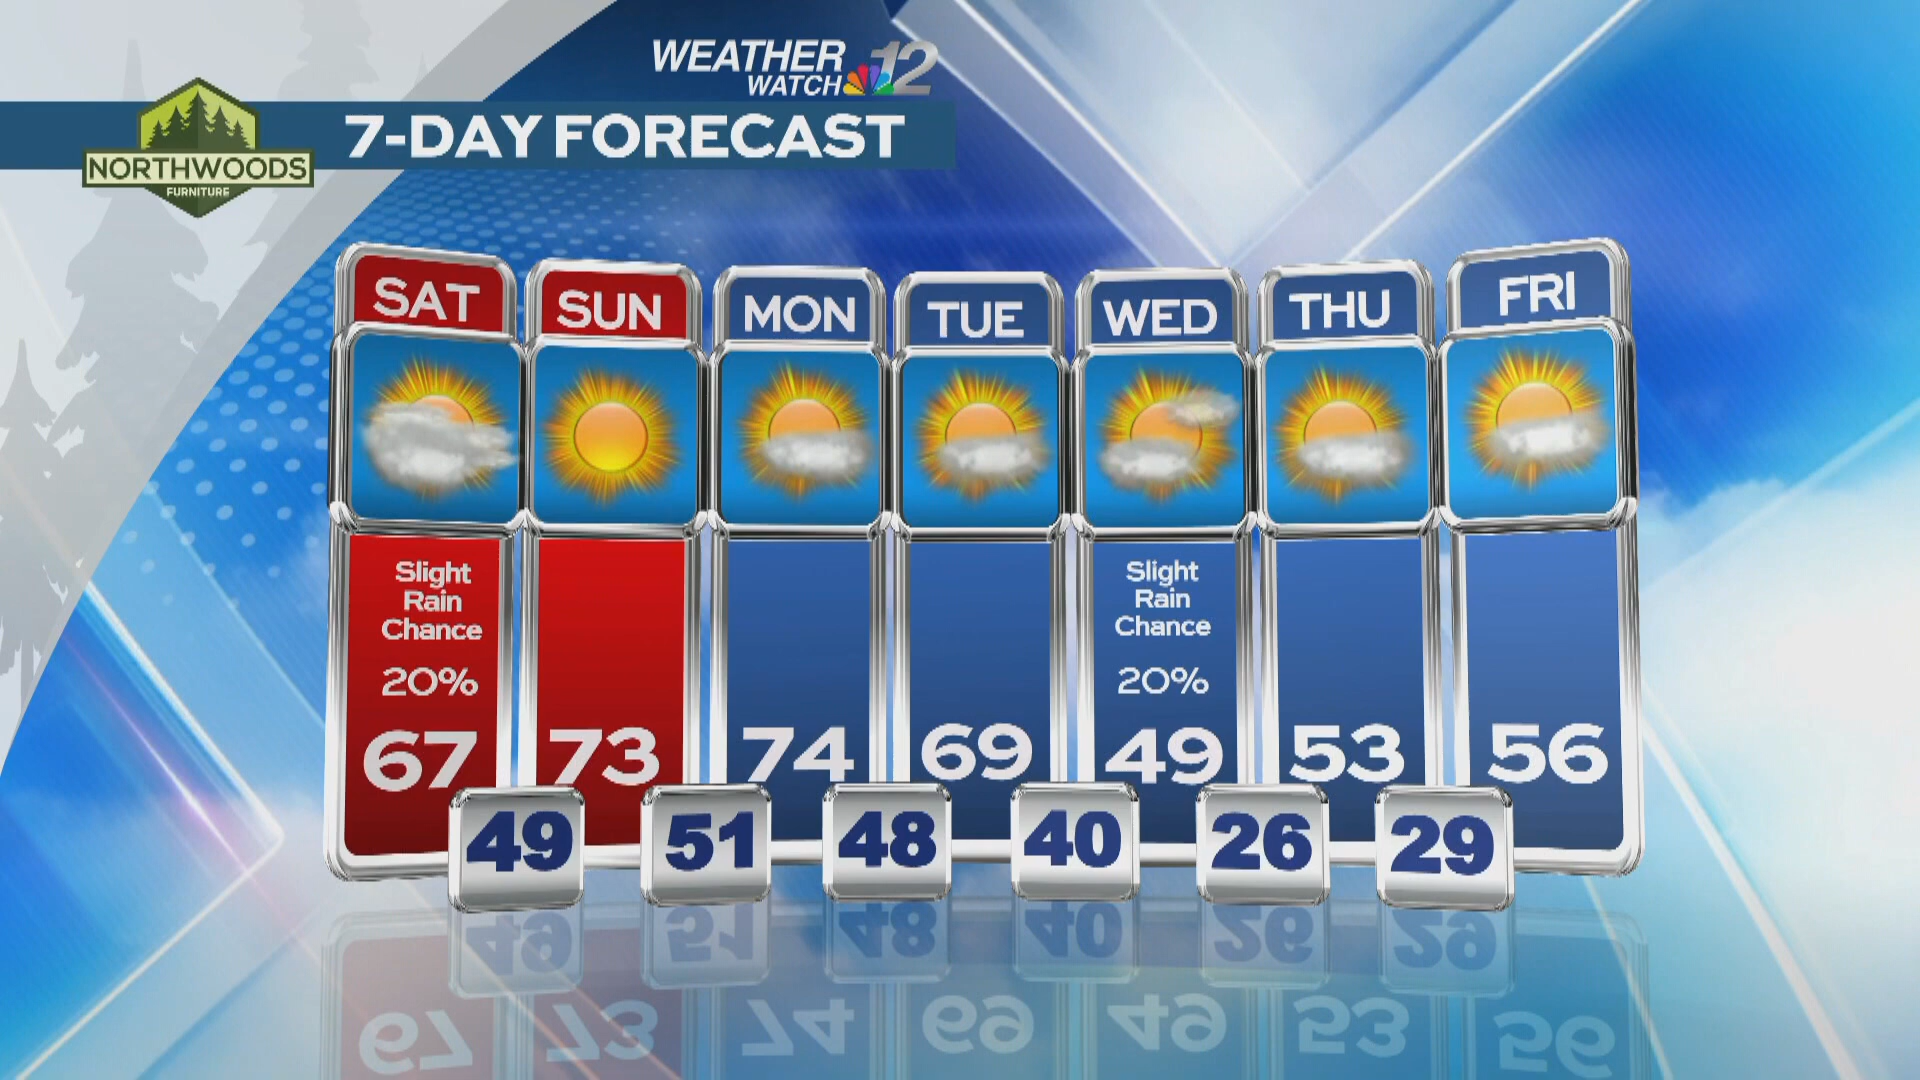 WEATHER
WATCH 12
7-DAY FORECAST
NORTHWOODS
FURNITURE
SAT SUN MON TUE WED THU FRI
Slight
Rain
Chance
20%
Slight
Rain
Chance
20%
67 73 74 69 49 53 56
49 51 48 40 26 29